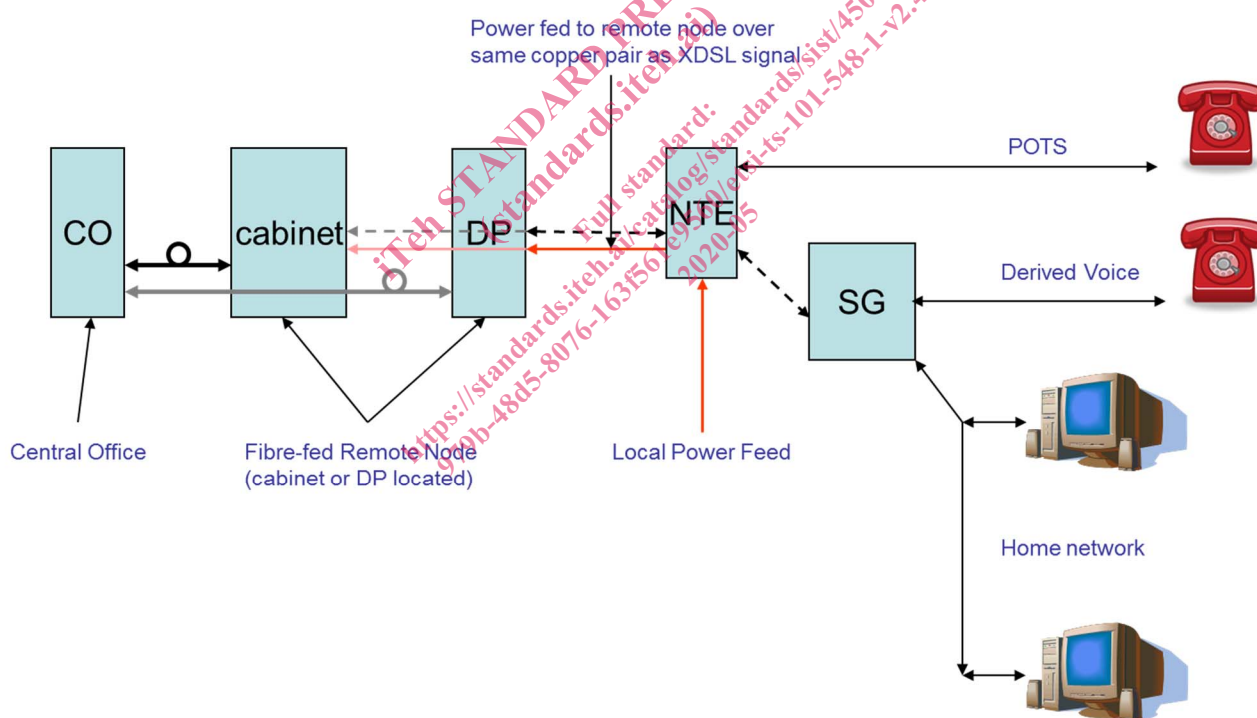 Power fed to remote node over
same copper pair as XDSL signal
CO
cabinet
DP
NTE
SG
POTS
Derived Voice
Central Office
Fibre-fed Remote Node
(cabinet or DP located)
Local Power Feed
Home network
iTeh STANDARD PRE
(standards.iteh.ai)
Full standard:
2020-05